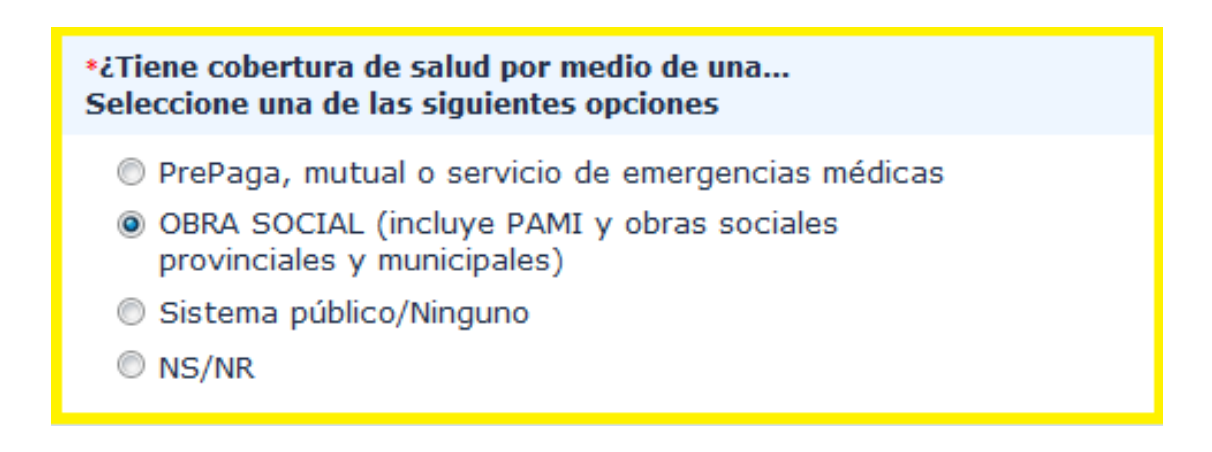 *¿Tiene cobertura de salud por medio de una...
Seleccione una de las siguientes opciones
PrePaga, mutual o servicio de emergencias médicas
OBRA SOCIAL (incluye PAMI y obras sociales
provinciales y municipales)
Sistema público/Ninguno
NS/NR